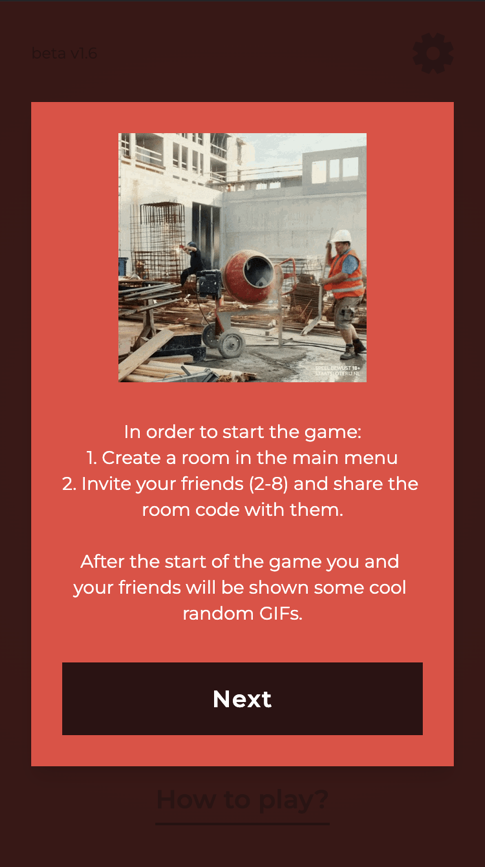 beta v1.6
In order to start the game:
1. Create a room in the main menu
2. Invite your friends (2-8) and share the
room code with them.
After the start of the game you and
your friends will be shown some cool
random GIFs.
Next
How to play?